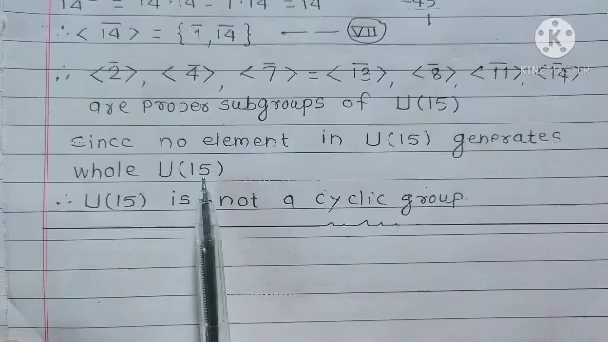 ∴ < 14̄ > = { 1̄, 14̄ } —— VII
∴ < 2̄ >, < 4̄ >, < 7̄ > = < 13̄ >, < 8̄ >, < 11̄ >, < 14̄ >
are proper subgroups of U(15)
since no element in U(15) generates
whole U(15)
∴ U(15) is not a cyclic group.
KINEMASTER